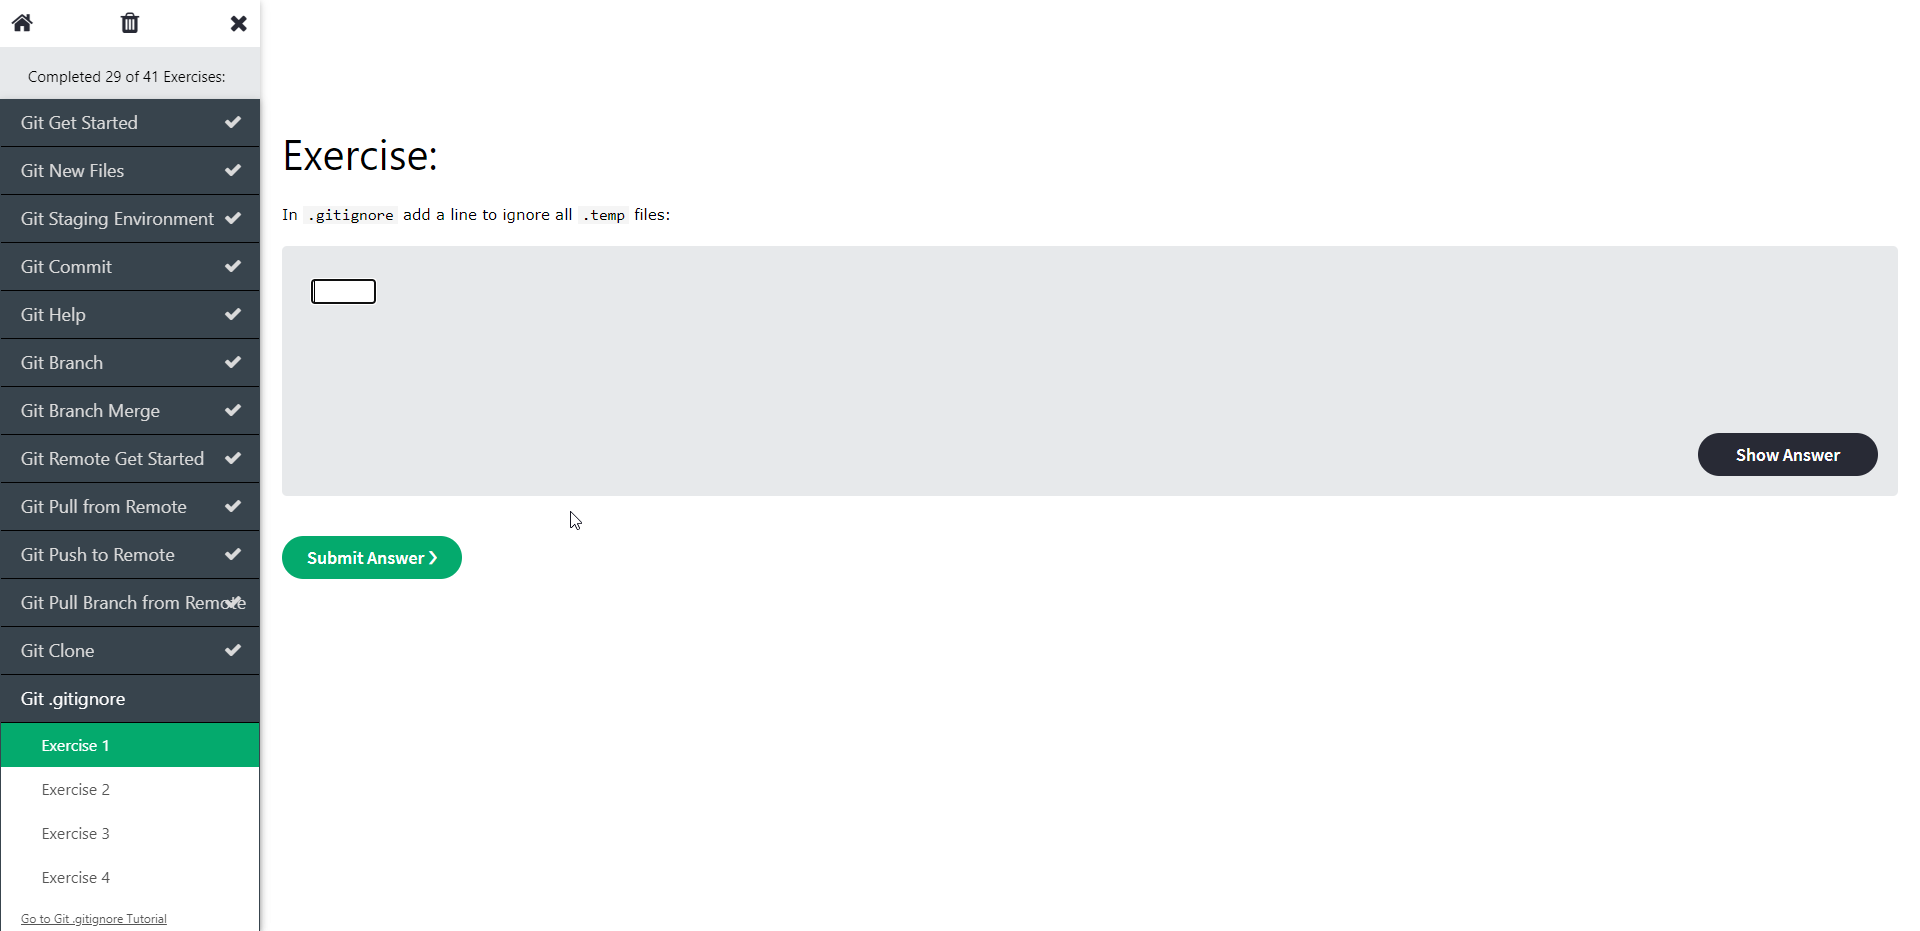 Completed 29 of 41 Exercises:
Git Get Started
Git New Files
Git Staging Environment
Git Commit
Git Help
Git Branch
Git Branch Merge
Git Remote Get Started
Git Pull from Remote
Git Push to Remote
Git Pull Branch from Remote
Git Clone
Git .gitignore
Exercise 1
Exercise 2
Exercise 3
Exercise 4
Go to Git .gitignore Tutorial
Exercise:
In .gitignore add a line to ignore all .temp files:
Show Answer
Submit Answer ❯